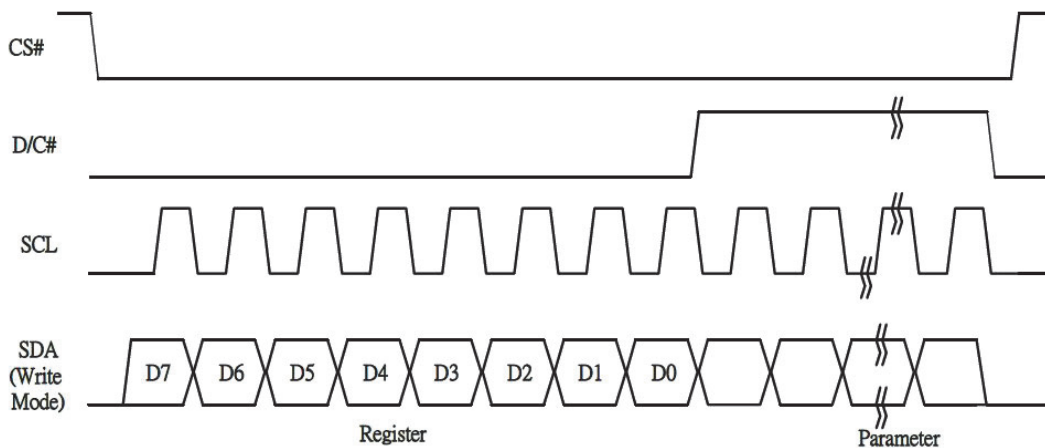 CS#
D/C#
SCL
SDA
(Write
Mode)
D7 D6 D5 D4 D3 D2 D1 D0
Register Parameter